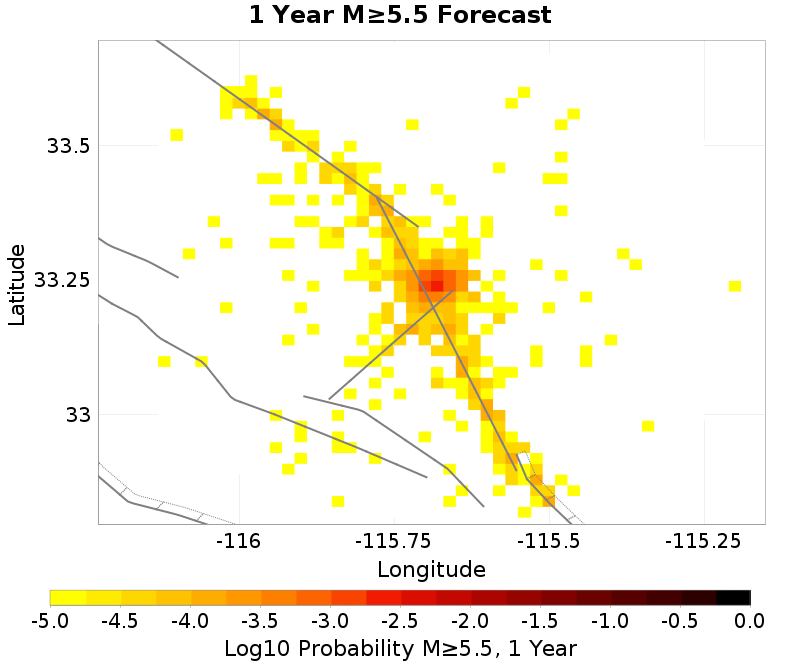 1 Year M≥5.5 Forecast
33.5
33.25
33
Latitude
-116 -115.75 -115.5 -115.25
Longitude
-5.0 -4.5 -4.0 -3.5 -3.0 -2.5 -2.0 -1.5 -1.0 -0.5 0.0
Log10 Probability M≥5.5, 1 Year